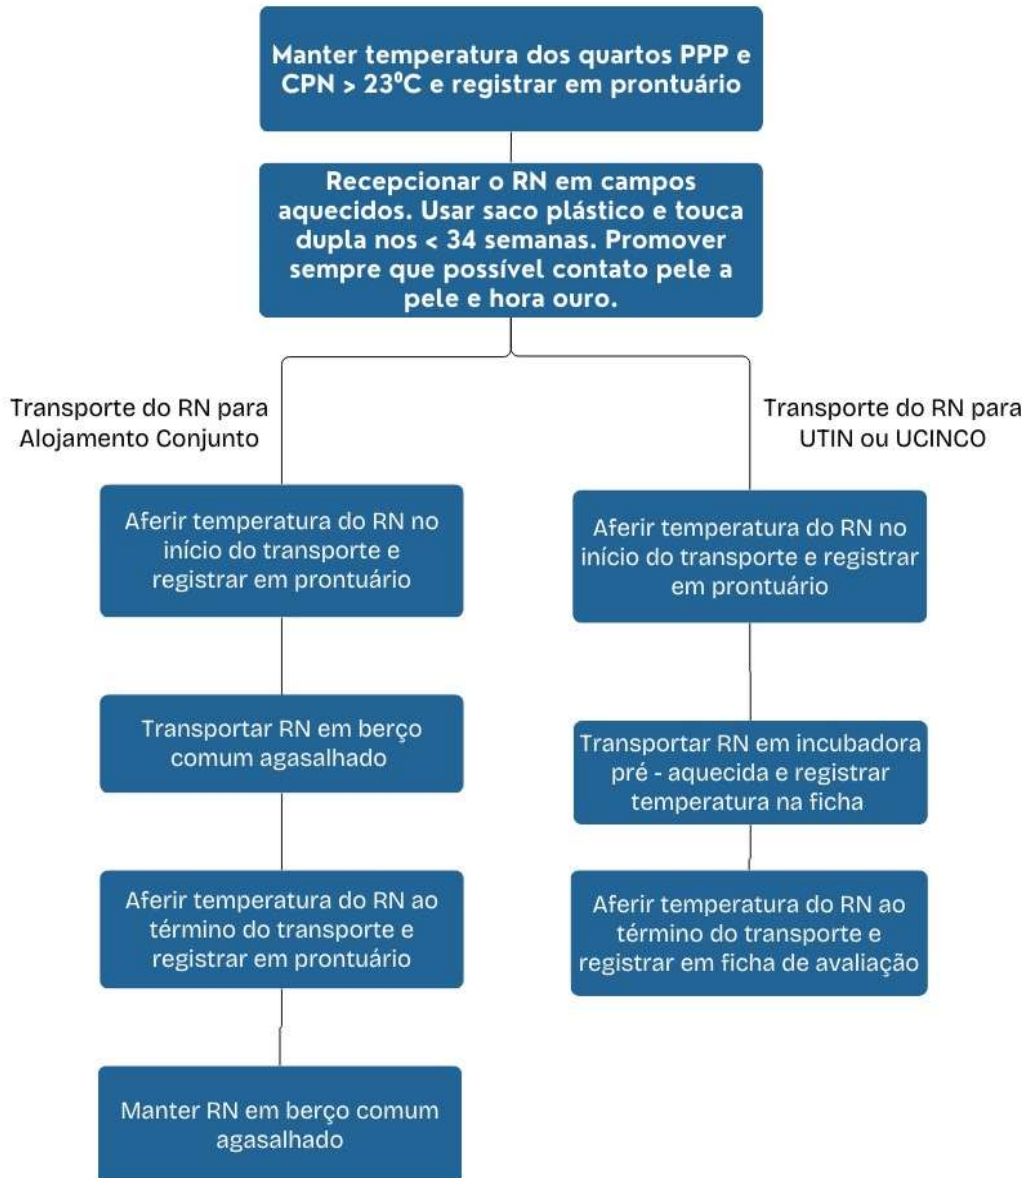 Manter temperatura dos quartos PPP e
CPN > 23ºC e registrar em prontuário
Recepcionar o RN em campos
aquecidos. Usar saco plástico e touca
dupla nos < 34 semanas. Promover
sempre que possível contato pele a
pele e hora ouro.
Transporte do RN para
Alojamento Conjunto
Aferir temperatura do RN no
início do transporte e
registrar em prontuário
Transportar RN em berço
comum agasalhado
Aferir temperatura do RN ao
término do transporte e
registrar em prontuário
Manter RN em berço comum
agasalhado
Transporte do RN para
UTIN ou UCINCO
Aferir temperatura do RN no
início do transporte e registrar
em prontuário
Transportar RN em incubadora
pré - aquecida e registrar
temperatura na ficha
Aferir temperatura do RN ao
término do transporte e
registrar em ficha de avaliação